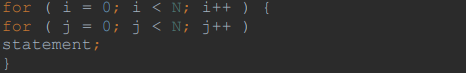 for ( i = 0; i < N; i++ ) {
for ( j = 0; j < N; j++ )
statement;
}